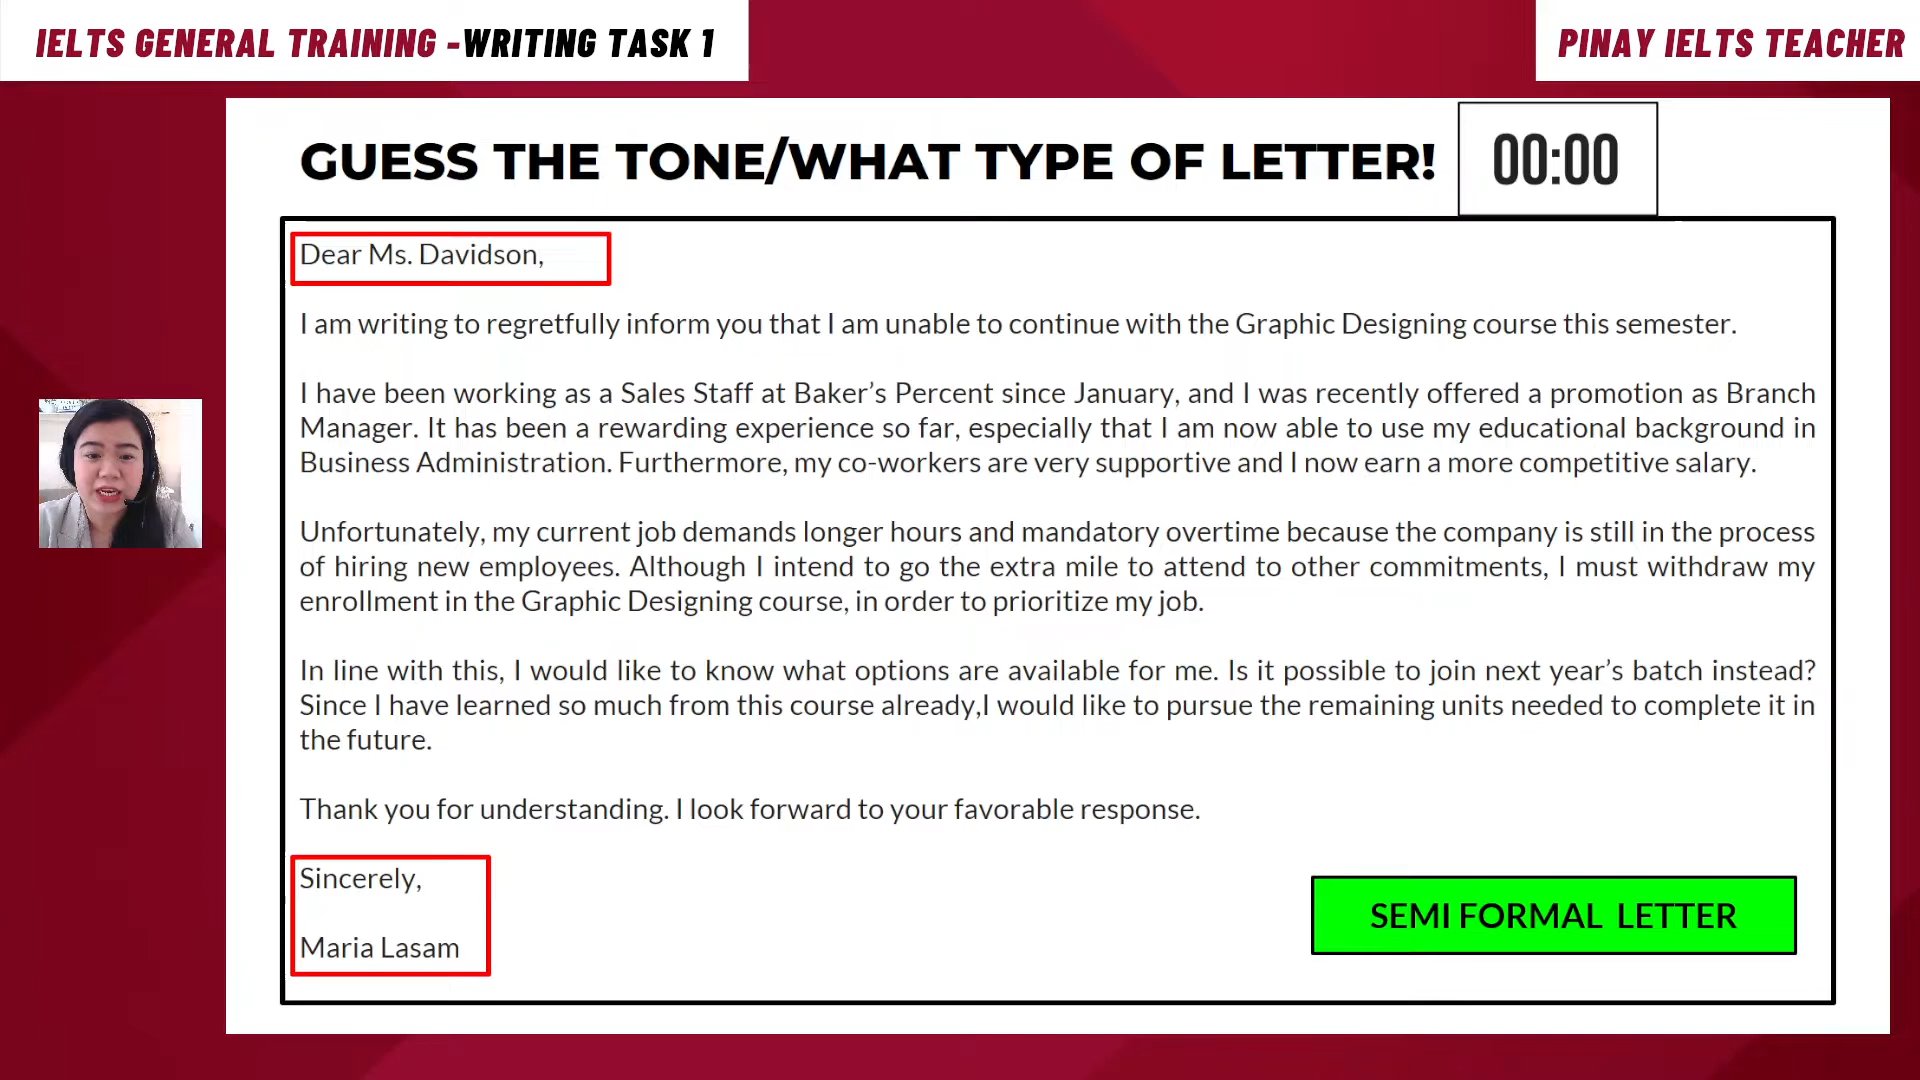 IELTS GENERAL TRAINING -WRITING TASK 1
PINAY IELTS TEACHER
GUESS THE TONE/WHAT TYPE OF LETTER!
00:00
Dear Ms. Davidson,
I am writing to regretfully inform you that I am unable to continue with the Graphic Designing course this semester.
I have been working as a Sales Staff at Baker’s Percent since January, and I was recently offered a promotion as Branch
Manager. It has been a rewarding experience so far, especially that I am now able to use my educational background in
Business Administration. Furthermore, my co-workers are very supportive and I now earn a more competitive salary.
Unfortunately, my current job demands longer hours and mandatory overtime because the company is still in the process
of hiring new employees. Although I intend to go the extra mile to attend to other commitments, I must withdraw my
enrollment in the Graphic Designing course, in order to prioritize my job.
In line with this, I would like to know what options are available for me. Is it possible to join next year’s batch instead?
Since I have learned so much from this course already,I would like to pursue the remaining units needed to complete it in
the future.
Thank you for understanding. I look forward to your favorable response.
Sincerely,
Maria Lasam
SEMI FORMAL LETTER